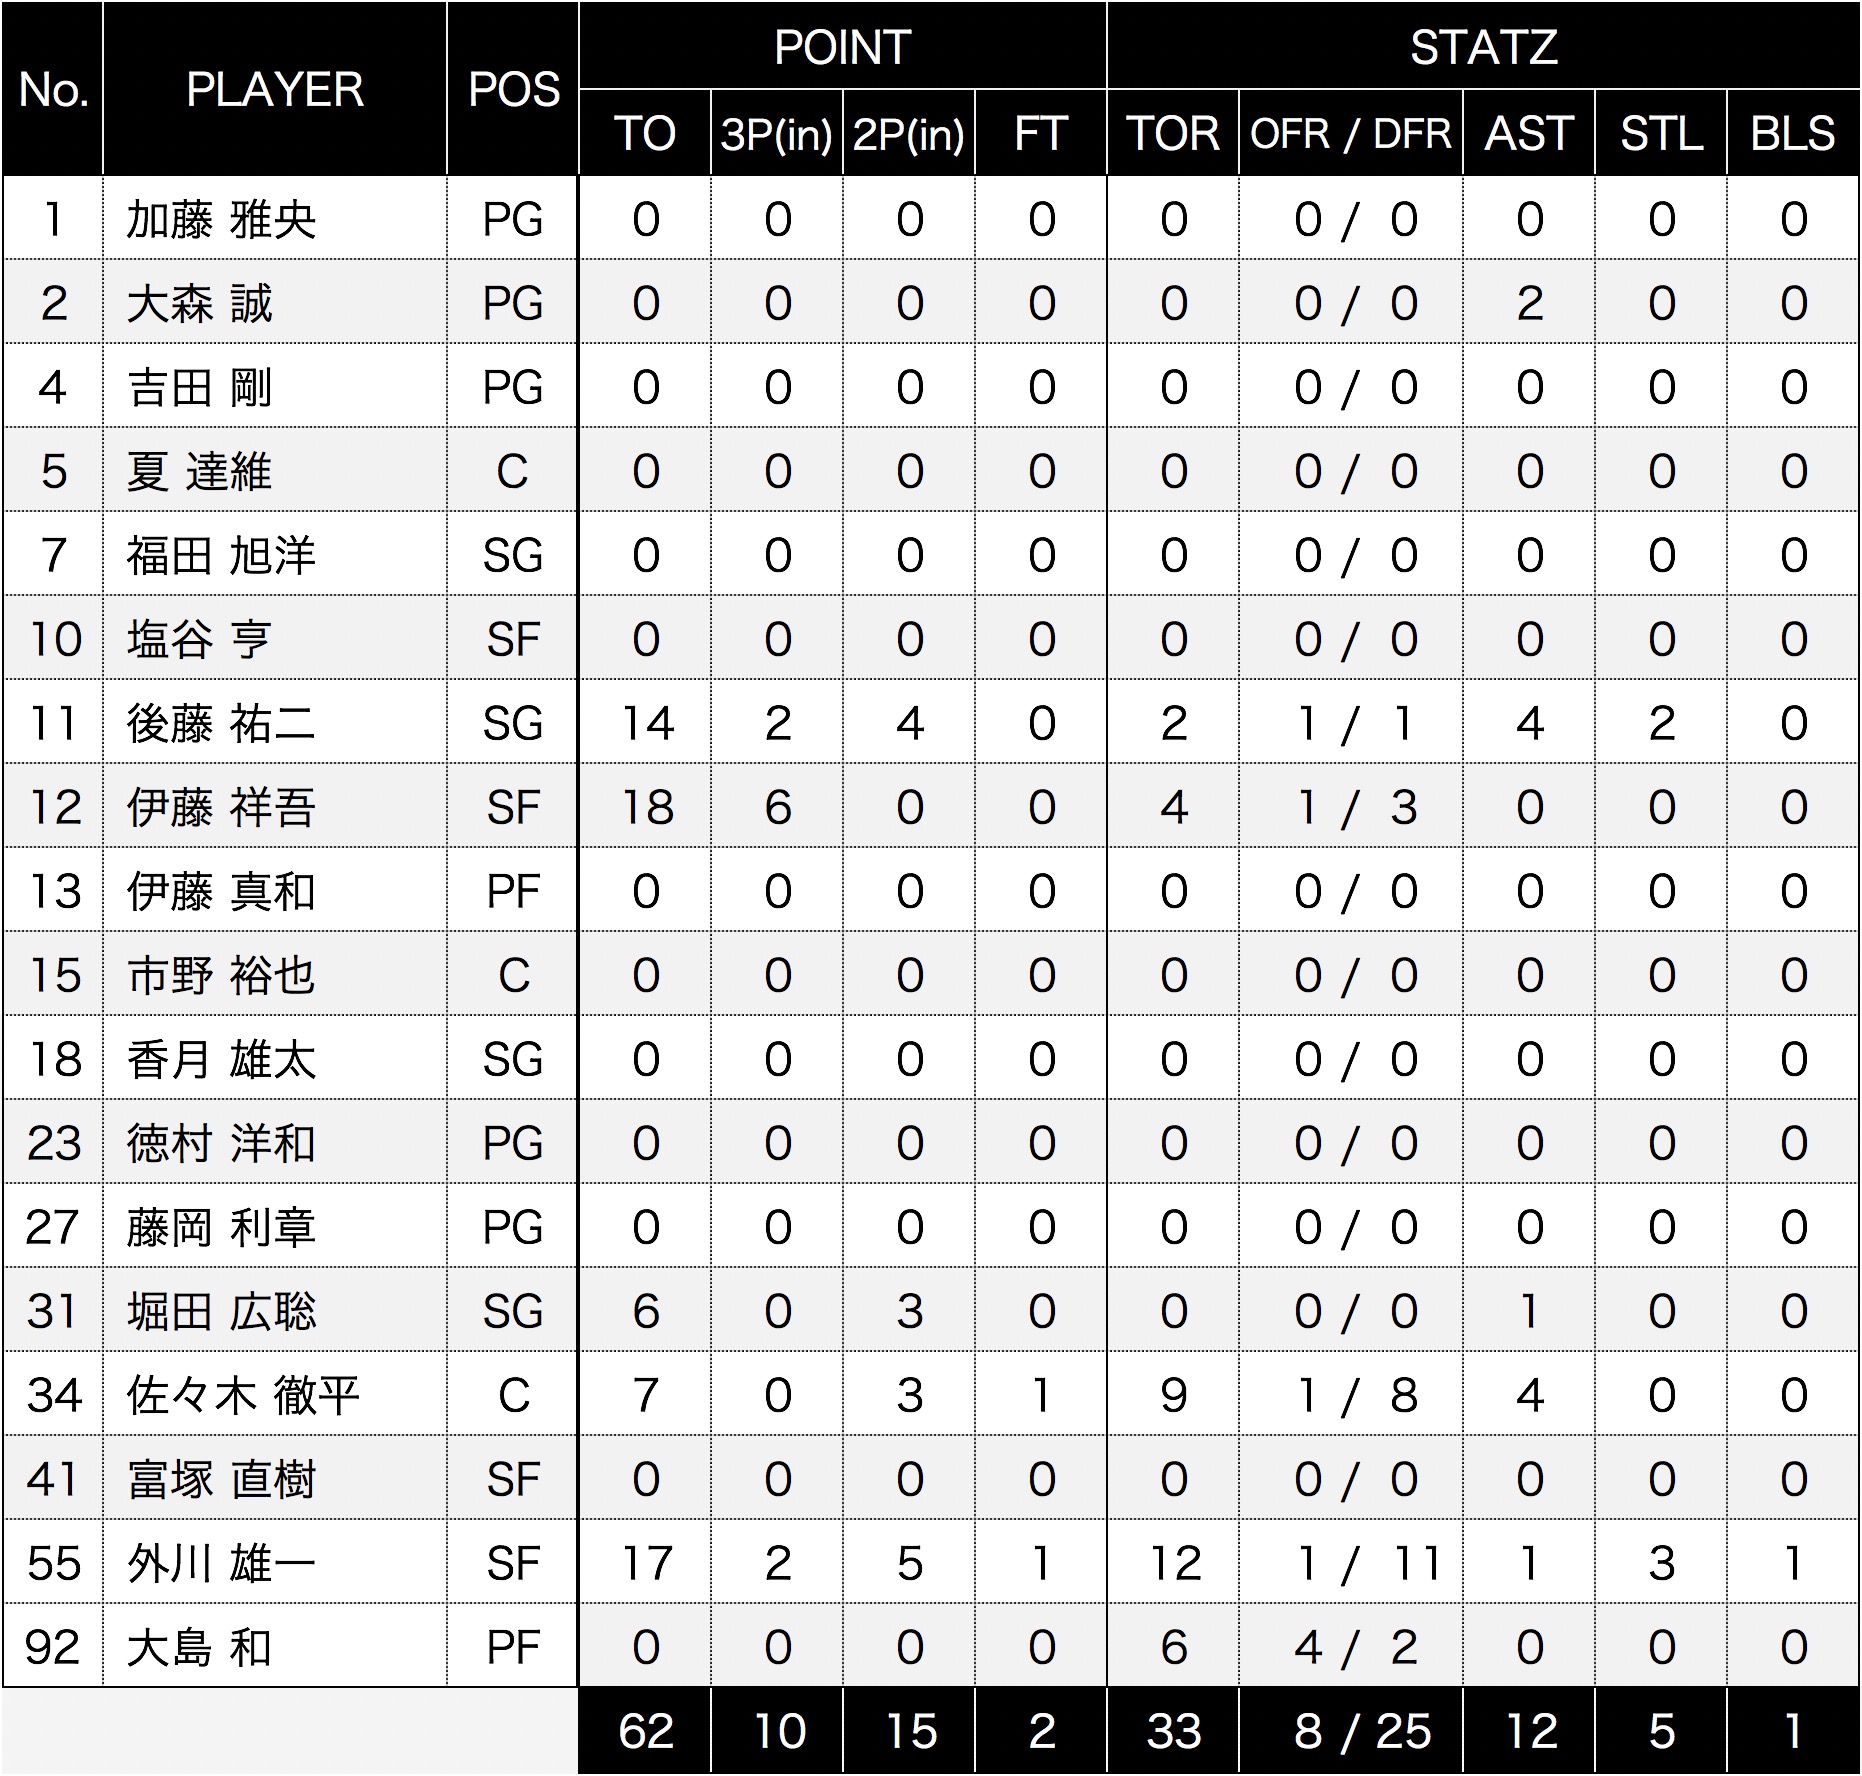 No. PLAYER POS POINT STATZ
TO 3P(in) 2P(in) FT TOR OFR / DFR AST STL BLS
1 加藤 雅央 PG 0 0 0 0 0 0 / 0 0 0 0
2 大森 誠 PG 0 0 0 0 0 0 / 0 2 0 0
4 吉田 剛 PG 0 0 0 0 0 0 / 0 0 0 0
5 夏 達維 C 0 0 0 0 0 0 / 0 0 0 0
7 福田 旭洋 SG 0 0 0 0 0 0 / 0 0 0 0
10 塩谷 亨 SF 0 0 0 0 0 0 / 0 0 0 0
11 後藤 祐二 SG 14 2 4 0 2 1 / 1 4 2 0
12 伊藤 祥吾 SF 18 6 0 0 4 1 / 3 0 0 0
13 伊藤 真和 PF 0 0 0 0 0 0 / 0 0 0 0
15 市野 裕也 C 0 0 0 0 0 0 / 0 0 0 0
18 香月 雄太 SG 0 0 0 0 0 0 / 0 0 0 0
23 徳村 洋和 PG 0 0 0 0 0 0 / 0 0 0 0
27 藤岡 利章 PG 0 0 0 0 0 0 / 0 0 0 0
31 堀田 広聡 SG 6 0 3 0 0 0 / 0 1 0 0
34 佐々木 徹平 C 7 0 3 1 9 1 / 8 4 0 0
41 富塚 直樹 SF 0 0 0 0 0 0 / 0 0 0 0
55 外川 雄一 SF 17 2 5 1 12 1 / 11 1 3 1
92 大島 和 PF 0 0 0 0 6 4 / 2 0 0 0
62 10 15 2 33 8 / 25 12 5 1